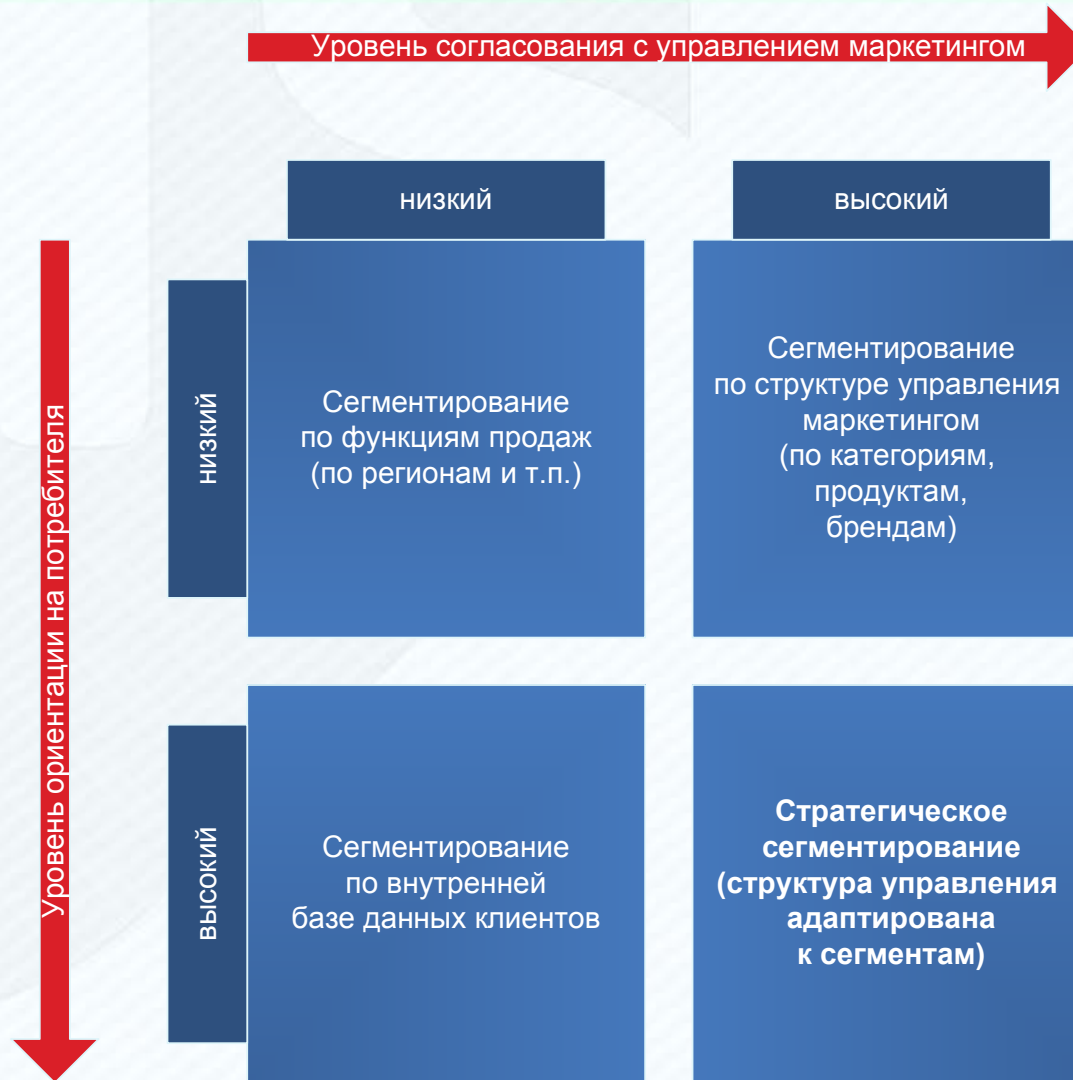 Уровень согласования с управлением маркетингом
низкий
высокий
Уровень ориентации на потребителя
низкий
Сегментирование
по функциям продаж
(по регионам и т.п.)
Сегментирование
по структуре управления
маркетингом
(по категориям,
продуктам,
брендам)
высокий
Сегментирование
по внутренней
базе данных клиентов
Стратегическое
сегментирование
(структура управления
адаптирована
к сегментам)